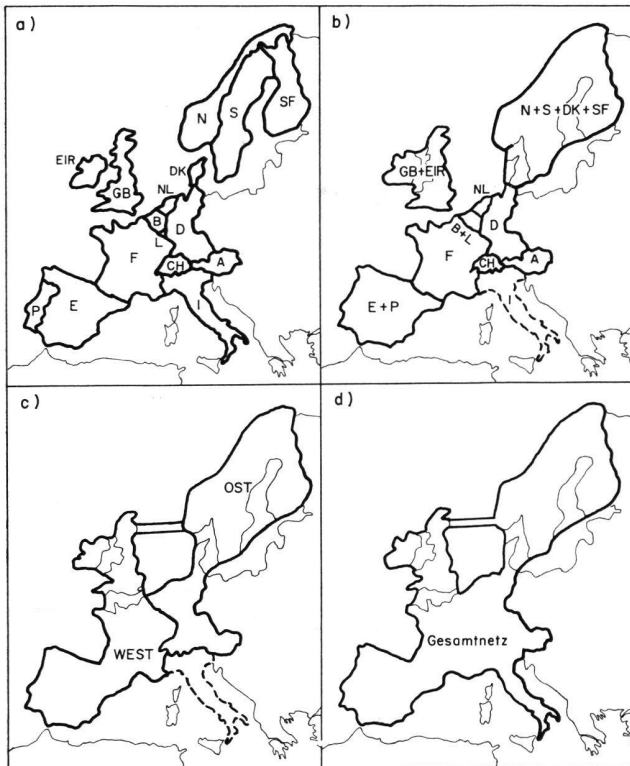 a)
N
S
SF
EIR
GB
DK
NL
B
D
L
F
CH
A
P
E
I
b)
N+S+DK+SF
GB+EIR
NL
B+L
D
F
CH
A
E+P
I
c)
OST
WEST
d)
Gesamtnetz